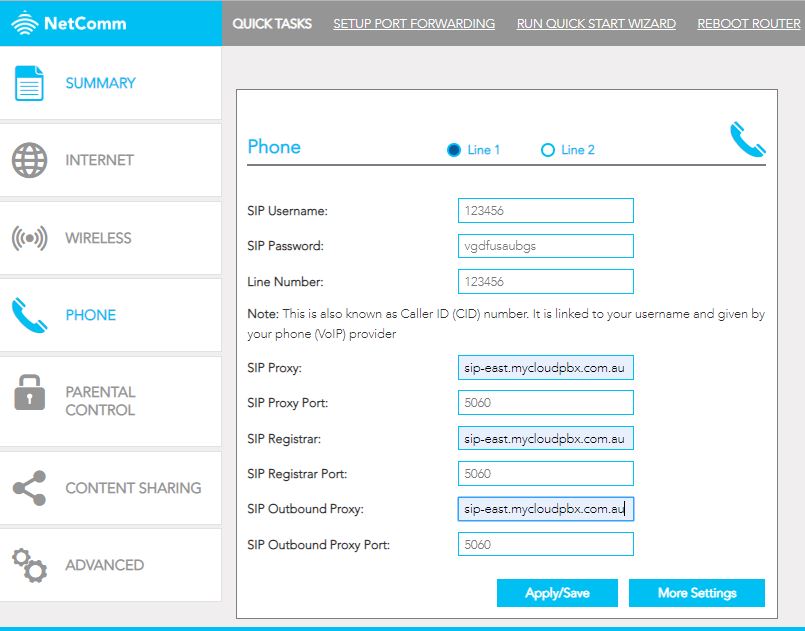 NetComm
QUICK TASKS SETUP PORT FORWARDING RUN QUICK START WIZARD REBOOT ROUTER
SUMMARY
INTERNET
WIRELESS
PHONE
PARENTAL
CONTROL
CONTENT SHARING
ADVANCED
Phone Line 1 Line 2
SIP Username: 123456
SIP Password: vgdfusaubgs
Line Number: 123456
Note: This is also known as Caller ID (CID) number. It is linked to your username and given by
your phone (VoIP) provider
SIP Proxy: sip-east.mycloudpbx.com.au
SIP Proxy Port: 5060
SIP Registrar: sip-east.mycloudpbx.com.au
SIP Registrar Port: 5060
SIP Outbound Proxy: sip-east.mycloudpbx.com.au
SIP Outbound Proxy Port: 5060
Apply/Save More Settings